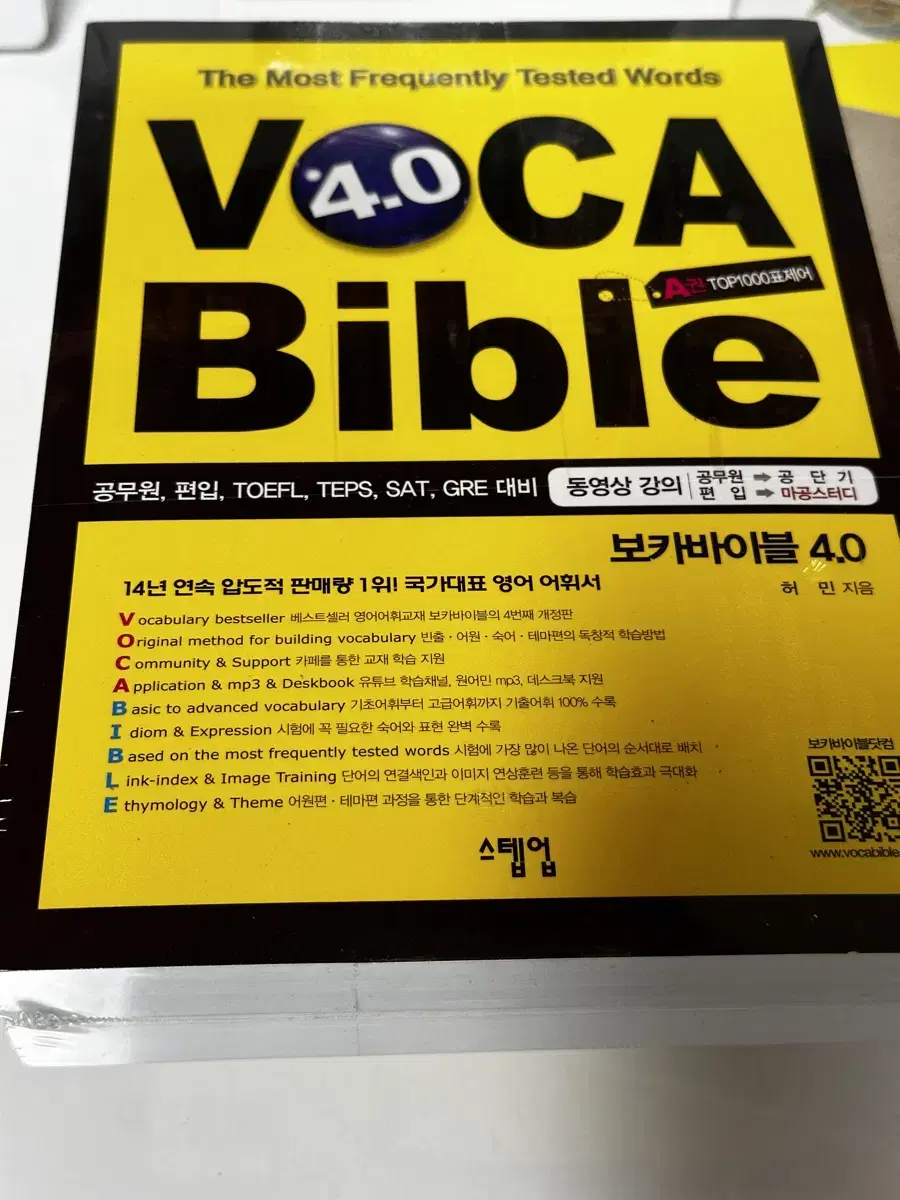 The Most Frequently Tested Words
VOCA
4.0
Bible
A권 TOP1000표제어
공무원, 편입, TOEFL, TEPS, SAT, GRE 대비
동영상 강의
공무원 ➡ 공 단 기
편 입 ➡ 마공스터디
보카바이블 4.0
14년 연속 압도적 판매량 1위! 국가대표 영어 어휘서
허 민 지음
Vocabulary bestseller 베스트셀러 영어어휘교재 보카바이블의 4번째 개정판
Original method for building vocabulary 빈출·어원·숙어·테마편의 독창적 학습방법
Community & Support 카페를 통한 교재 학습 지원
Application & mp3 & Deskbook 유튜브 학습채널, 원어민 mp3, 데스크북 지원
Basic to advanced vocabulary 기초어휘부터 고급어휘까지 기출어휘 100% 수록
Idiom & Expression 시험에 꼭 필요한 숙어와 표현 완벽 수록
Based on the most frequently tested words 시험에 가장 많이 나온 단어의 순서대로 배치
Link-index & Image Training 단어의 연결색인과 이미지 연상훈련 등을 통해 학습효과 극대화
Ethymology & Theme 어원편·테마편 과정을 통한 단계적인 학습과 복습
보카바이블닷컴
www.vocabible
스텝업